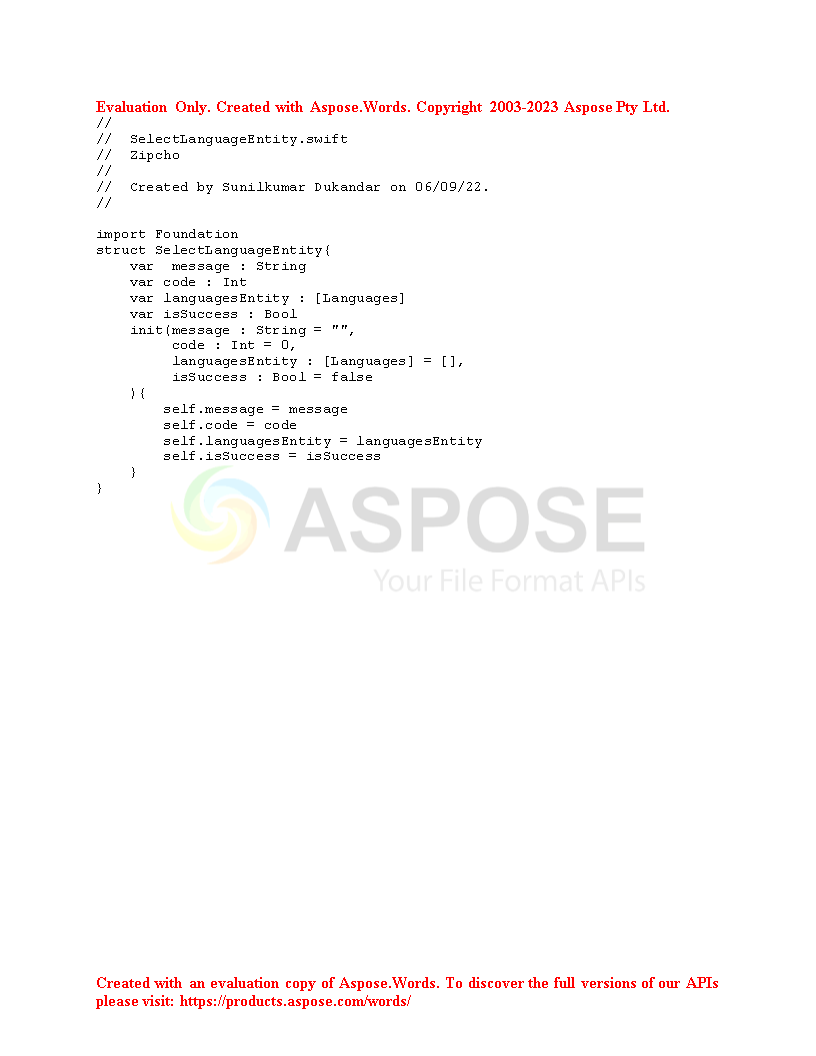 Evaluation Only. Created with Aspose.Words. Copyright 2003-2023 Aspose Pty Ltd.
//
//  SelectLanguageEntity.swift
//  Zipcho
//
//  Created by Sunilkumar Dukandar on 06/09/22.
//

import Foundation
struct SelectLanguageEntity{
    var  message : String
    var code : Int
    var languagesEntity : [Languages]
    var isSuccess : Bool
    init(message : String = "",
         code : Int = 0,
         languagesEntity : [Languages] = [],
         isSuccess : Bool = false
    ){
        self.message = message
        self.code = code
        self.languagesEntity = languagesEntity
        self.isSuccess = isSuccess
    }
}
ASPOSE
Your File Format APIs
Created with an evaluation copy of Aspose.Words. To discover the full versions of our APIs
please visit: https://products.aspose.com/words/